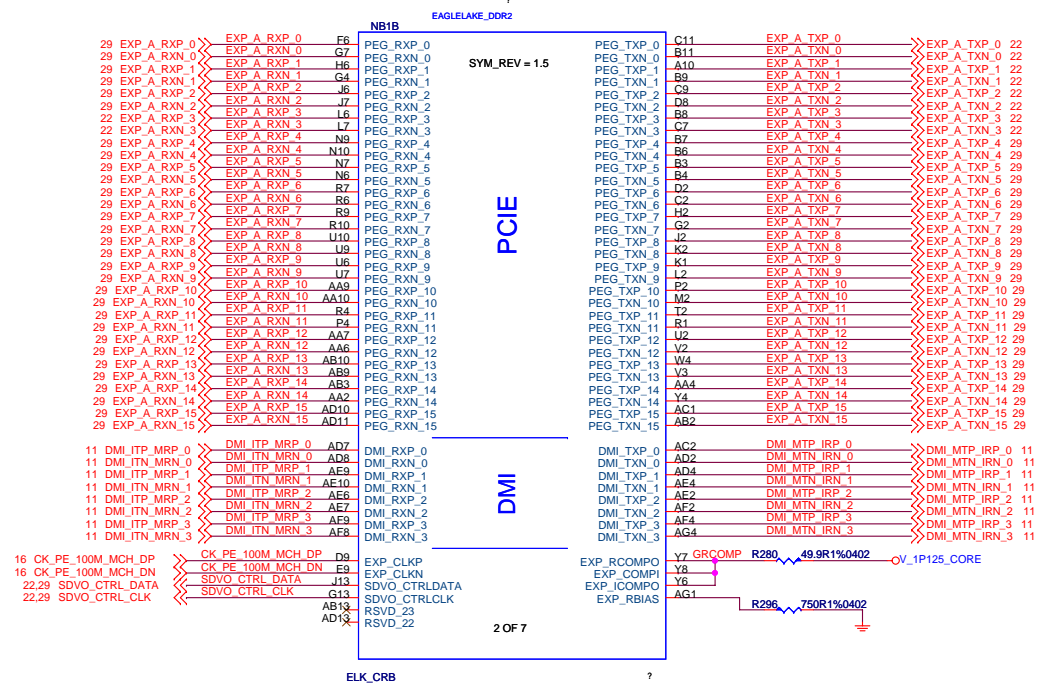 ?
EAGLELAKE_DDR2
NB1B
SYM_REV = 1.5
29 EXP_A_RXP_0 EXP_A_RXP_0 F6 PEG_RXP_0 PEG_TXP_0 C11 EXP_A_TXP_0 EXP_A_TXP_0 22
29 EXP_A_RXN_0 EXP_A_RXN_0 G7 PEG_RXN_0 PEG_TXN_0 B11 EXP_A_TXN_0 EXP_A_TXN_0 22
29 EXP_A_RXP_1 EXP_A_RXP_1 H6 PEG_RXP_1 PEG_TXP_1 A10 EXP_A_TXP_1 EXP_A_TXP_1 22
29 EXP_A_RXN_1 EXP_A_RXN_1 G4 PEG_RXN_1 PEG_TXN_1 B9 EXP_A_TXN_1 EXP_A_TXN_1 22
29 EXP_A_RXP_2 EXP_A_RXP_2 J6 PEG_RXP_2 PEG_TXP_2 C9 EXP_A_TXP_2 EXP_A_TXP_2 22
29 EXP_A_RXN_2 EXP_A_RXN_2 J7 PEG_RXN_2 PEG_TXN_2 D8 EXP_A_TXN_2 EXP_A_TXN_2 22
22 EXP_A_RXP_3 EXP_A_RXP_3 L6 PEG_RXP_3 PEG_TXP_3 B8 EXP_A_TXP_3 EXP_A_TXP_3 22
22 EXP_A_RXN_3 EXP_A_RXN_3 L7 PEG_RXN_3 PEG_TXN_3 C7 EXP_A_TXN_3 EXP_A_TXN_3 22
29 EXP_A_RXP_4 EXP_A_RXP_4 N9 PEG_RXP_4 PEG_TXP_4 B7 EXP_A_TXP_4 EXP_A_TXP_4 29
29 EXP_A_RXN_4 EXP_A_RXN_4 N10 PEG_RXN_4 PEG_TXN_4 B6 EXP_A_TXN_4 EXP_A_TXN_4 29
29 EXP_A_RXP_5 EXP_A_RXP_5 N7 PEG_RXP_5 PEG_TXP_5 B3 EXP_A_TXP_5 EXP_A_TXP_5 29
29 EXP_A_RXN_5 EXP_A_RXN_5 N6 PEG_RXN_5 PEG_TXN_5 B4 EXP_A_TXN_5 EXP_A_TXN_5 29
29 EXP_A_RXP_6 EXP_A_RXP_6 R7 PEG_RXP_6 PEG_TXP_6 D2 EXP_A_TXP_6 EXP_A_TXP_6 29
29 EXP_A_RXN_6 EXP_A_RXN_6 R6 PEG_RXN_6 PEG_TXN_6 C2 EXP_A_TXN_6 EXP_A_TXN_6 29
29 EXP_A_RXP_7 EXP_A_RXP_7 R9 PEG_RXP_7 PEG_TXP_7 H2 EXP_A_TXP_7 EXP_A_TXP_7 29
29 EXP_A_RXN_7 EXP_A_RXN_7 R10 PEG_RXN_7 PEG_TXN_7 G2 EXP_A_TXN_7 EXP_A_TXN_7 29
PCIE
29 EXP_A_RXP_8 EXP_A_RXP_8 U10 PEG_RXP_8 PEG_TXP_8 J2 EXP_A_TXP_8 EXP_A_TXP_8 29
29 EXP_A_RXN_8 EXP_A_RXN_8 U9 PEG_RXN_8 PEG_TXN_8 K2 EXP_A_TXN_8 EXP_A_TXN_8 29
29 EXP_A_RXP_9 EXP_A_RXP_9 U6 PEG_RXP_9 PEG_TXP_9 K1 EXP_A_TXP_9 EXP_A_TXP_9 29
29 EXP_A_RXN_9 EXP_A_RXN_9 U7 PEG_RXN_9 PEG_TXN_9 L2 EXP_A_TXN_9 EXP_A_TXN_9 29
29 EXP_A_RXP_10 EXP_A_RXP_10 AA9 PEG_RXP_10 PEG_TXP_10 P2 EXP_A_TXP_10 EXP_A_TXP_10 29
29 EXP_A_RXN_10 EXP_A_RXN_10 AA10 PEG_RXN_10 PEG_TXN_10 M2 EXP_A_TXN_10 EXP_A_TXN_10 29
29 EXP_A_RXP_11 EXP_A_RXP_11 R4 PEG_RXP_11 PEG_TXP_11 T2 EXP_A_TXP_11 EXP_A_TXP_11 29
29 EXP_A_RXN_11 EXP_A_RXN_11 P4 PEG_RXN_11 PEG_TXN_11 R1 EXP_A_TXN_11 EXP_A_TXN_11 29
29 EXP_A_RXP_12 EXP_A_RXP_12 AA7 PEG_RXP_12 PEG_TXP_12 U2 EXP_A_TXP_12 EXP_A_TXP_12 29
29 EXP_A_RXN_12 EXP_A_RXN_12 AA6 PEG_RXN_12 PEG_TXN_12 V2 EXP_A_TXN_12 EXP_A_TXN_12 29
29 EXP_A_RXP_13 EXP_A_RXP_13 AB10 PEG_RXP_13 PEG_TXP_13 W4 EXP_A_TXP_13 EXP_A_TXP_13 29
29 EXP_A_RXN_13 EXP_A_RXN_13 AB9 PEG_RXN_13 PEG_TXN_13 V3 EXP_A_TXN_13 EXP_A_TXN_13 29
29 EXP_A_RXP_14 EXP_A_RXP_14 AB3 PEG_RXP_14 PEG_TXP_14 AA4 EXP_A_TXP_14 EXP_A_TXP_14 29
29 EXP_A_RXN_14 EXP_A_RXN_14 AA2 PEG_RXN_14 PEG_TXN_14 Y4 EXP_A_TXN_14 EXP_A_TXN_14 29
29 EXP_A_RXP_15 EXP_A_RXP_15 AD10 PEG_RXP_15 PEG_TXP_15 AC1 EXP_A_TXP_15 EXP_A_TXP_15 29
29 EXP_A_RXN_15 EXP_A_RXN_15 AD11 PEG_RXN_15 PEG_TXN_15 AB2 EXP_A_TXN_15 EXP_A_TXN_15 29
11 DMI_ITP_MRP_0 DMI_ITP_MRP_0 AD7 DMI_RXP_0 DMI_TXP_0 AC2 DMI_MTP_IRP_0 DMI_MTP_IRP_0 11
11 DMI_ITN_MRN_0 DMI_ITN_MRN_0 AD8 DMI_RXN_0 DMI_TXN_0 AD2 DMI_MTN_IRN_0 DMI_MTN_IRN_0 11
11 DMI_ITP_MRP_1 DMI_ITP_MRP_1 AE9 DMI_RXP_1 DMI_TXP_1 AD4 DMI_MTP_IRP_1 DMI_MTP_IRP_1 11
11 DMI_ITN_MRN_1 DMI_ITN_MRN_1 AE10 DMI_RXN_1 DMI_TXN_1 AE4 DMI_MTN_IRN_1 DMI_MTN_IRN_1 11
DMI
11 DMI_ITP_MRP_2 DMI_ITP_MRP_2 AE6 DMI_RXP_2 DMI_TXP_2 AE2 DMI_MTP_IRP_2 DMI_MTP_IRP_2 11
11 DMI_ITN_MRN_2 DMI_ITN_MRN_2 AE7 DMI_RXN_2 DMI_TXN_2 AF2 DMI_MTN_IRN_2 DMI_MTN_IRN_2 11
11 DMI_ITP_MRP_3 DMI_ITP_MRP_3 AF9 DMI_RXP_3 DMI_TXP_3 AF4 DMI_MTP_IRP_3 DMI_MTP_IRP_3 11
11 DMI_ITN_MRN_3 DMI_ITN_MRN_3 AF8 DMI_RXN_3 DMI_TXN_3 AG4 DMI_MTN_IRN_3 DMI_MTN_IRN_3 11
16 CK_PE_100M_MCH_DP CK_PE_100M_MCH_DP D9 EXP_CLKP EXP_RCOMPO Y7 GRCOMP R280 49.9R1%0402 V_1P125_CORE
16 CK_PE_100M_MCH_DN CK_PE_100M_MCH_DN E9 EXP_CLKN EXP_COMPI Y8
22,29 SDVO_CTRL_DATA SDVO_CTRL_DATA J13 SDVO_CTRLDATA EXP_ICOMPO Y6
22,29 SDVO_CTRL_CLK SDVO_CTRL_CLK G13 SDVO_CTRLCLK EXP_RBIAS AG1
AB13 RSVD_23 R296 750R1%0402
AD13 RSVD_22
2 OF 7
ELK_CRB ?